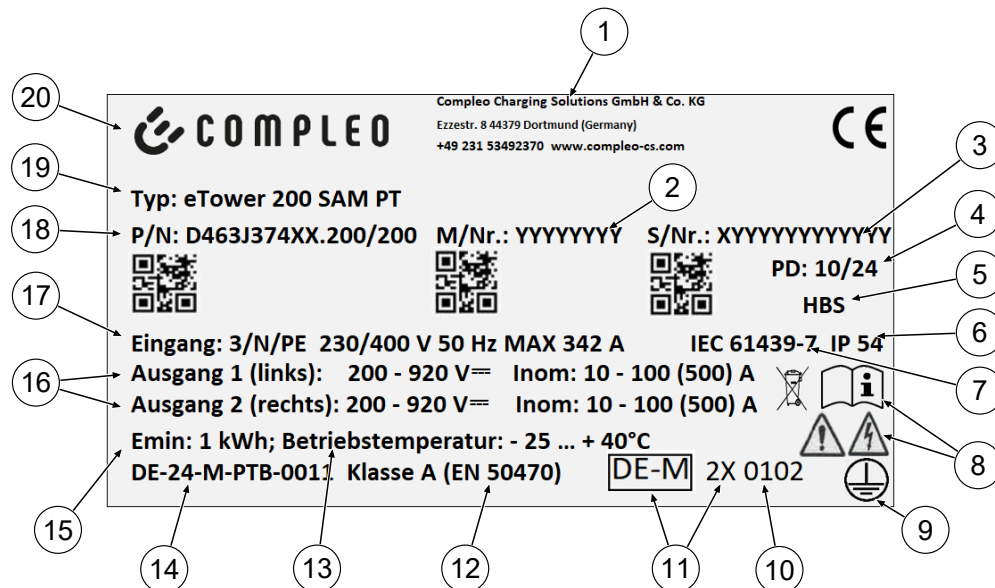 1
Compleo Charging Solutions GmbH & Co. KG
20
COMPLEO
Ezzestr. 8 44379 Dortmund (Germany)
CE
+49 231 53492370 www.compleo-cs.com
3
19
Typ: eTower 200 SAM PT
2
18
P/N: D463J374XX.200/200 M/Nr.: YYYYYYYY S/Nr.: XYYYYYYYYYYYY
4
PD: 10/24
5
17
HBS
6
Eingang: 3/N/PE 230/400 V 50 Hz MAX 342 A IEC 61439-7 IP 54
16
Ausgang 1 (links): 200 - 920 V⎓ Inom: 10 - 100 (500) A
7
Ausgang 2 (rechts): 200 - 920 V⎓ Inom: 10 - 100 (500) A
Emin: 1 kWh; Betriebstemperatur: - 25 ... + 40°C
8
DE-24-M-PTB-0011 Klasse A (EN 50470) DE-M 2X 0102
15
14
13
12
11
10
9